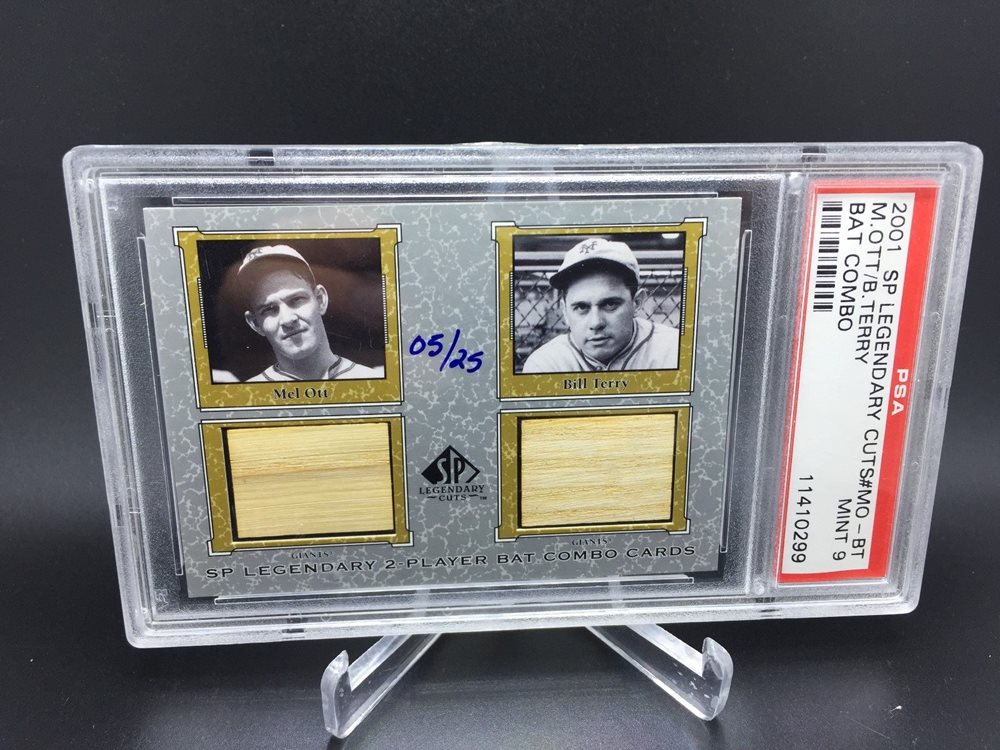 Mel Ott
05/25
Bill Terry
SP
LEGENDARY
CUTS™
GIANTS
GIANTS
SP LEGENDARY 2-PLAYER BAT COMBO CARDS
PSA
2001 SP LEGENDARY CUTS#MO-BT
M.OTT/B.TERRY MINT 9
BAT COMBO
11410299